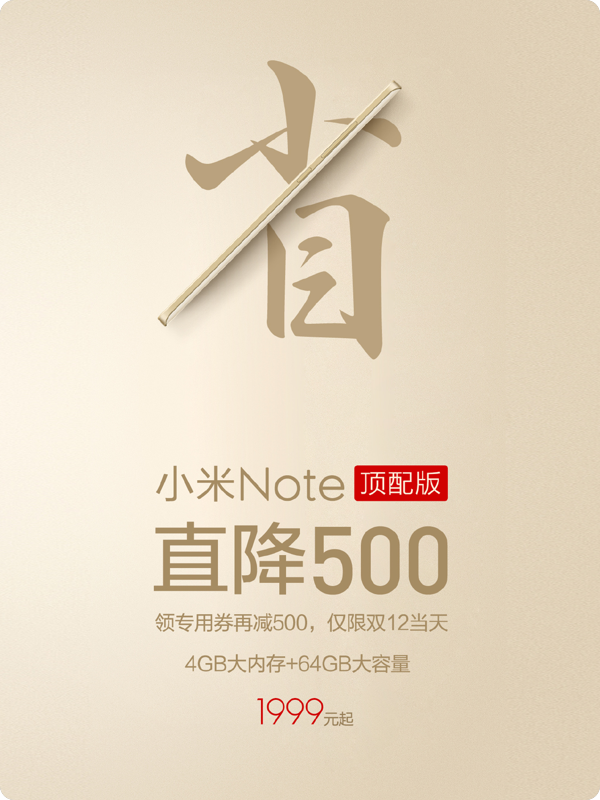 省
小米Note 顶配版
直降500
领专用券再减500，仅限双12当天
4GB大内存+64GB大容量
1999元起